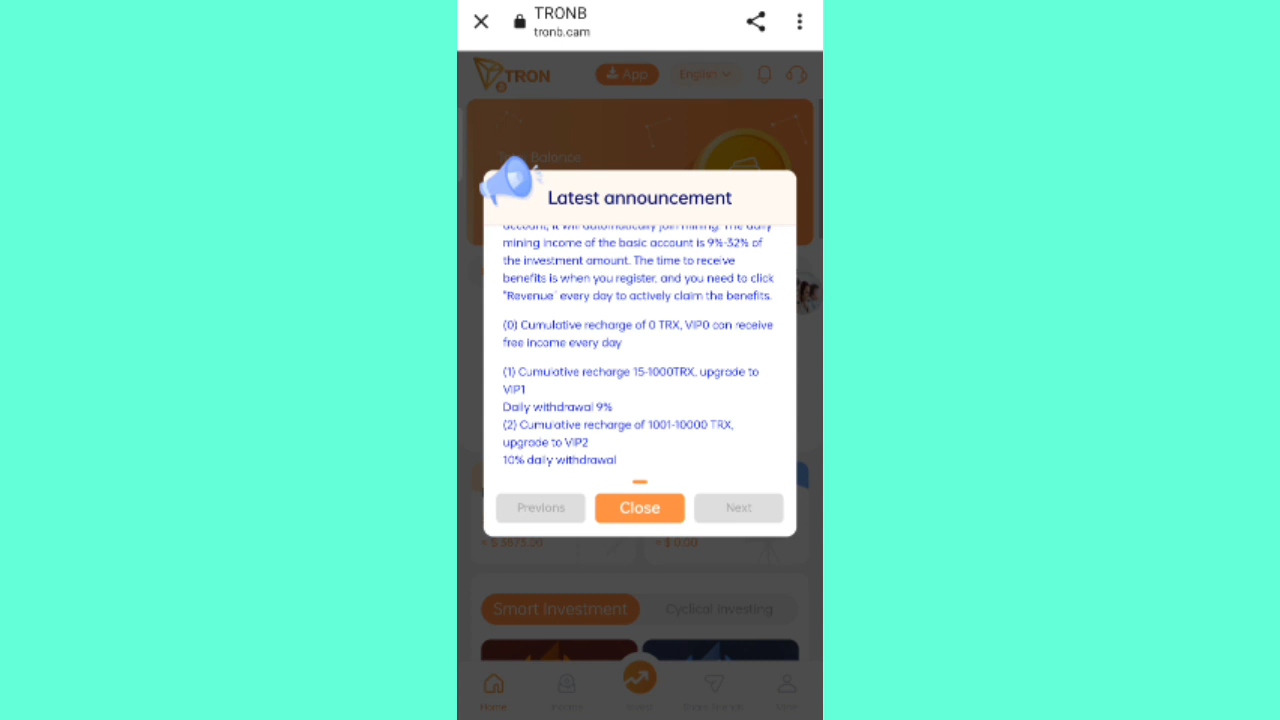 TRONB
tronb.cam
TRON
App
English
Total Balance
Latest announcement
account, it will automatically join mining. The daily
mining income of the basic account is 9%-32% of
the investment amount. The time to receive
benefits is when you register, and you need to click
"Revenue" every day to actively claim the benefits.
(0) Cumulative recharge of 0 TRX, VIP0 can receive
free income every day
(1) Cumulative recharge 15-1000TRX, upgrade to
VIP1
Daily withdrawal 9%
(2) Cumulative recharge of 1001-10000 TRX,
upgrade to VIP2
10% daily withdrawal
Previons
Close
Next
≈ $ 3673.00
≈ $ 0.00
Smart Investment
Cyclical investing
Home